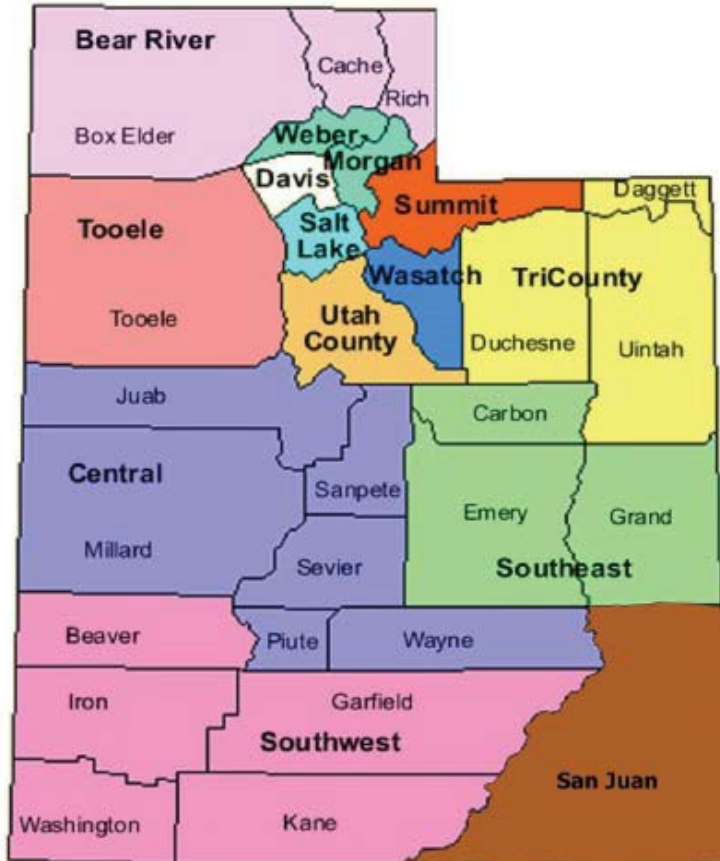 Bear River
Cache
Rich
Box Elder
Weber
Morgan
Davis
Summit
Daggett
Salt
Lake
Tooele
Tooele
Wasatch
TriCounty
Utah
County
Duchesne
Uintah
Juab
Carbon
Central
Sanpete
Emery
Grand
Millard
Sevier
Southeast
Beaver
Piute
Wayne
Iron
Garfield
Southwest
San Juan
Washington
Kane